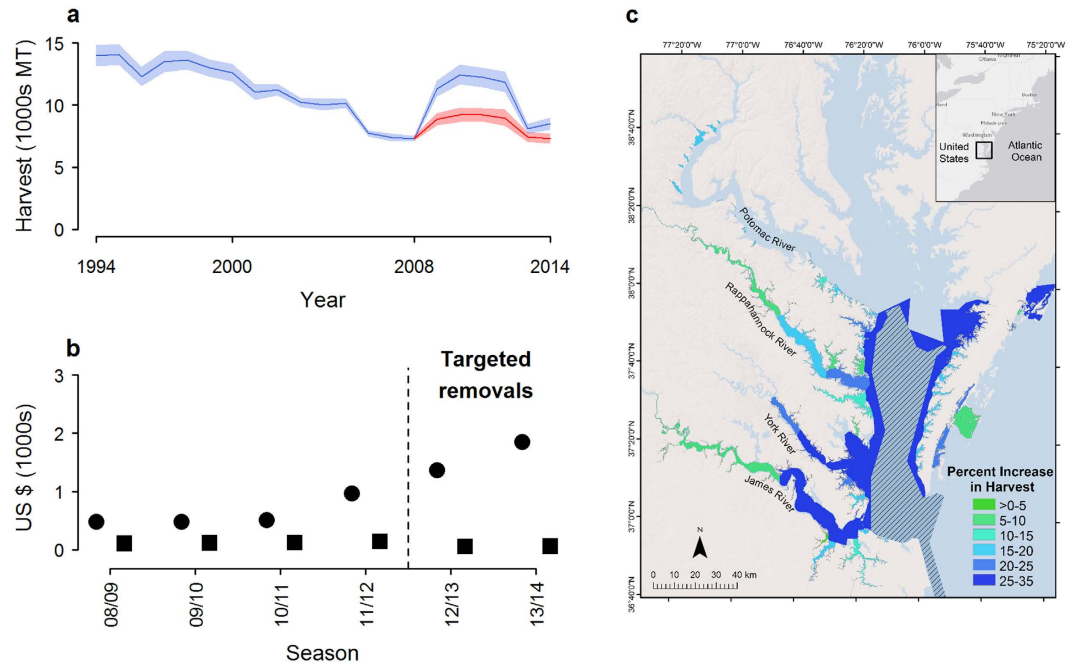 a
Harvest (1000s MT)
15
10
5
0
1994
2000
2008
2014
Year
b
Targeted
removals
US $ (1000s)
3
2
1
0
08/09
09/10
10/11
11/12
12/13
13/14
Season
c
77°20'0"W
77°0'0"W
76°40'0"W
76°20'0"W
76°0'0"W
75°40'0"W
75°20'0"W
38°40'0"N
38°20'0"N
38°0'0"N
37°40'0"N
37°20'0"N
37°0'0"N
36°40'0"N
Ottawa
Boston
New York
Philadelphia
Washington
United
States
Atlantic
Ocean
Potomac River
Rappahannock River
York River
James River
Percent Increase
in Harvest
>0-5
5-10
10-15
15-20
20-25
25-35
N
0 10 20 30 40 km